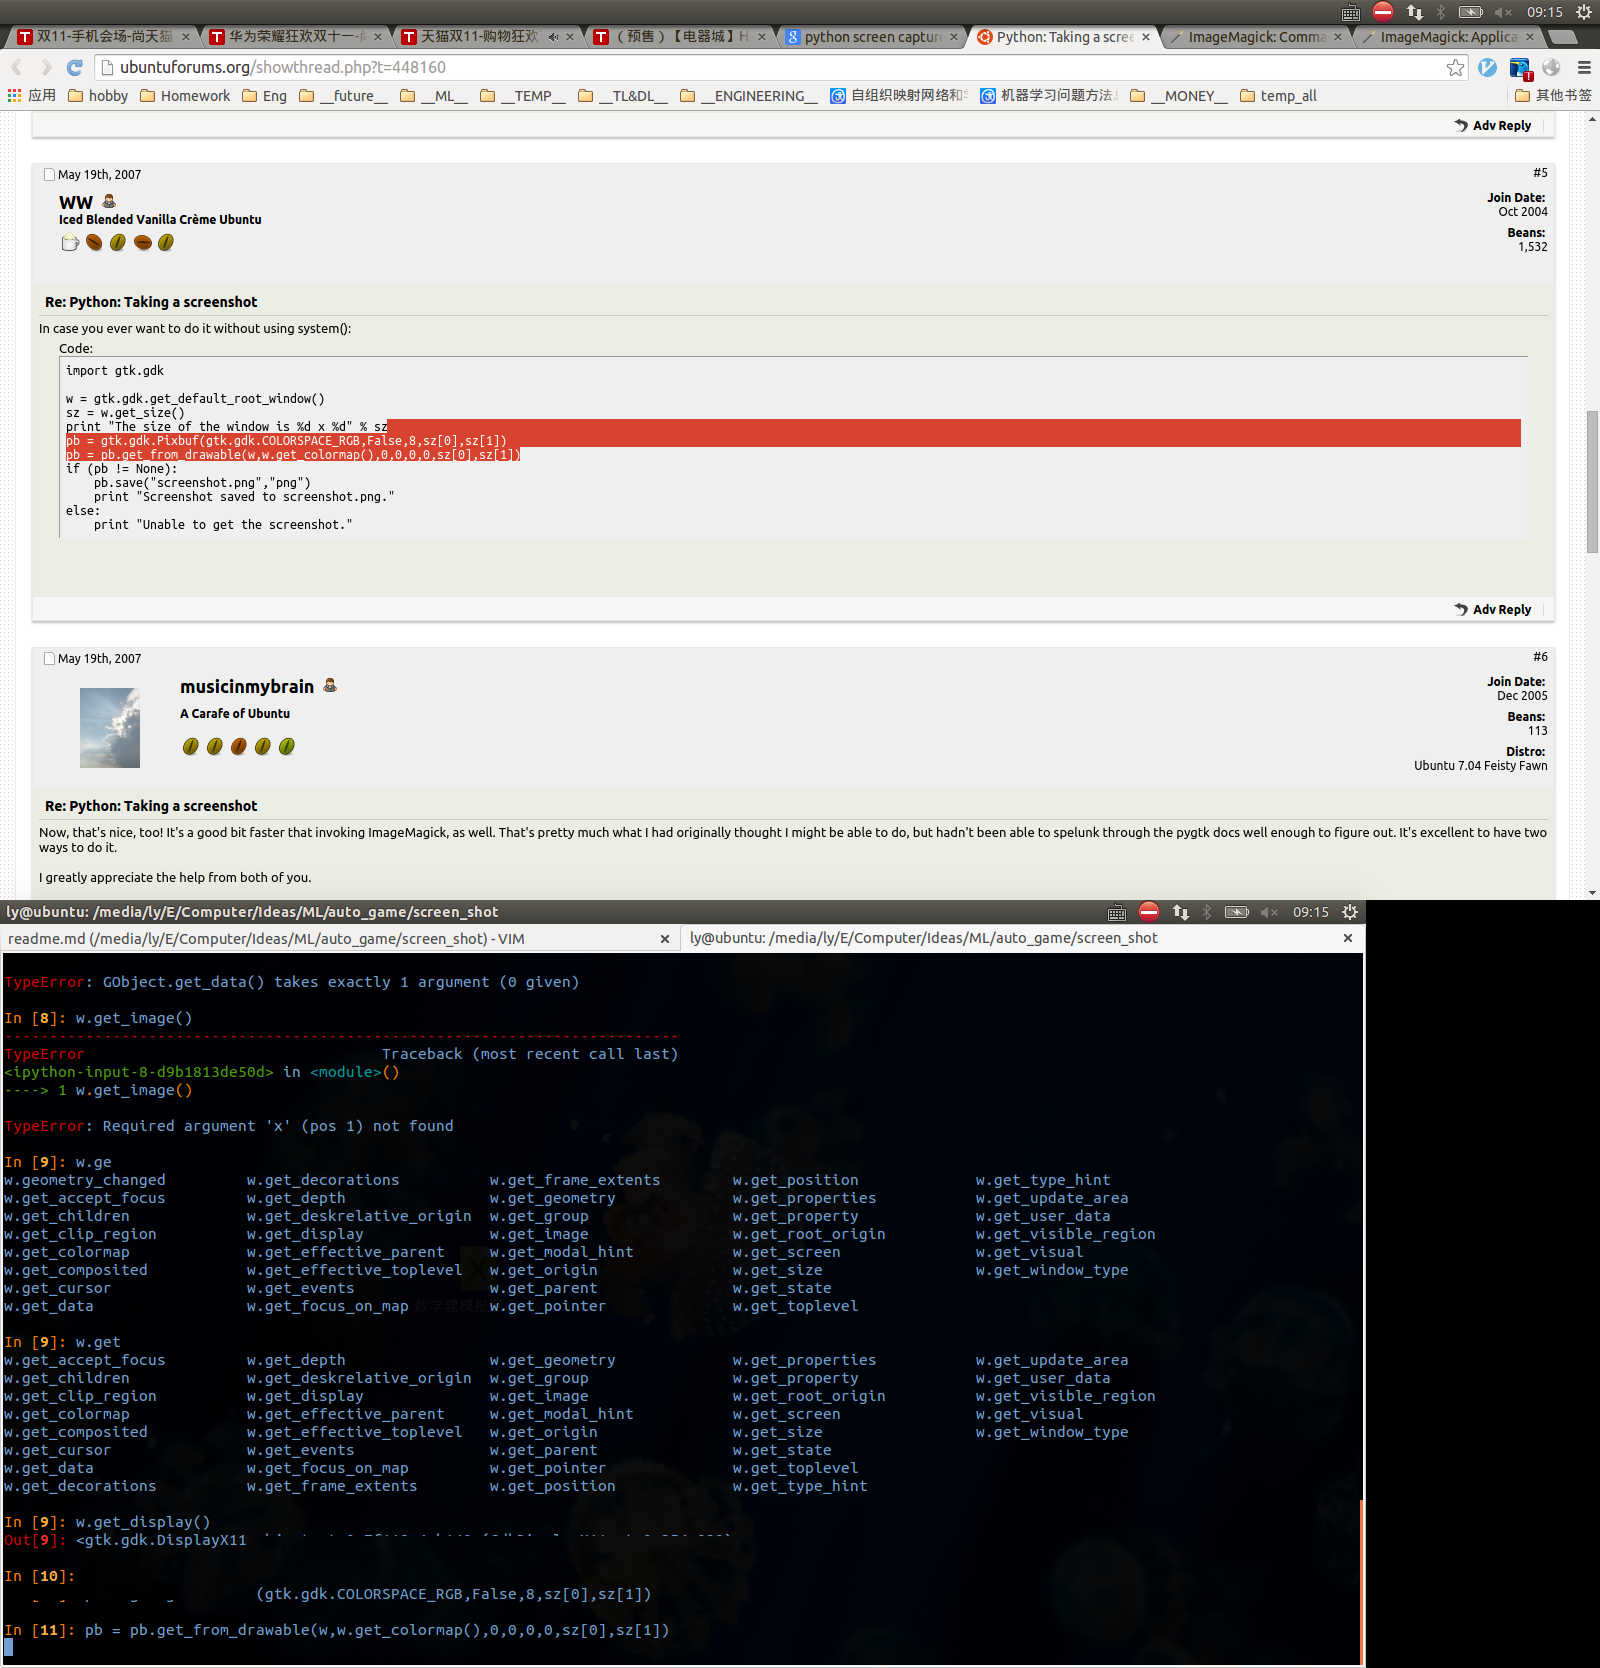 09:15
双11-手机会场-尚天猫
华为荣耀狂欢双十一-
天猫双11-购物狂欢
（预售）【电器城】H
python screen captur
Python: Taking a scree
ImageMagick: Comma
ImageMagick: Applica
ubuntuforums.org/showthread.php?t=448160
应用
hobby
Homework
Eng
__future__
__ML__
__TEMP__
__TL&DL__
__ENGINEERING__
自组织映射网络和
机器学习问题方法
__MONEY__
temp_all
其他书签
Adv Reply
May 19th, 2007
#5
WW
Iced Blended Vanilla Crème Ubuntu
Join Date:
Oct 2004
Beans:
1,532
Re: Python: Taking a screenshot
In case you ever want to do it without using system():
Code:
import gtk.gdk
w = gtk.gdk.get_default_root_window()
sz = w.get_size()
print "The size of the window is %d x %d" % sz
pb = gtk.gdk.Pixbuf(gtk.gdk.COLORSPACE_RGB,False,8,sz[0],sz[1])
pb = pb.get_from_drawable(w,w.get_colormap(),0,0,0,0,sz[0],sz[1])
if (pb != None):
    pb.save("screenshot.png","png")
    print "Screenshot saved to screenshot.png."
else:
    print "Unable to get the screenshot."
Adv Reply
May 19th, 2007
#6
musicinmybrain
A Carafe of Ubuntu
Join Date:
Dec 2005
Beans:
113
Distro:
Ubuntu 7.04 Feisty Fawn
Re: Python: Taking a screenshot
Now, that's nice, too! It's a good bit faster that invoking ImageMagick, as well. That's pretty much what I had originally thought I might be able to do, but hadn't been able to spelunk through the pygtk docs well enough to figure out. It's excellent to have two
ways to do it.
I greatly appreciate the help from both of you.
ly@ubuntu: /media/ly/E/Computer/Ideas/ML/auto_game/screen_shot
09:15
readme.md (/media/ly/E/Computer/Ideas/ML/auto_game/screen_shot) - VIM
ly@ubuntu: /media/ly/E/Computer/Ideas/ML/auto_game/screen_shot
TypeError: GObject.get_data() takes exactly 1 argument (0 given)
In [8]: w.get_image()
---------------------------------------------------------------------------
TypeError                                 Traceback (most recent call last)
<ipython-input-8-d9b1813de50d> in <module>()
----> 1 w.get_image()
TypeError: Required argument 'x' (pos 1) not found
In [9]: w.ge
w.geometry_changed w.get_decorations w.get_frame_extents w.get_position w.get_type_hint
w.get_accept_focus w.get_depth w.get_geometry w.get_properties w.get_update_area
w.get_children w.get_deskrelative_origin w.get_group w.get_property w.get_user_data
w.get_clip_region w.get_display w.get_image w.get_root_origin w.get_visible_region
w.get_colormap w.get_effective_parent w.get_modal_hint w.get_screen w.get_visual
w.get_composited w.get_effective_toplevel w.get_origin w.get_size w.get_window_type
w.get_cursor w.get_events w.get_parent w.get_state
w.get_data w.get_focus_on_map w.get_pointer w.get_toplevel
In [9]: w.get
w.get_accept_focus w.get_depth w.get_geometry w.get_properties w.get_update_area
w.get_children w.get_deskrelative_origin w.get_group w.get_property w.get_user_data
w.get_clip_region w.get_display w.get_image w.get_root_origin w.get_visible_region
w.get_colormap w.get_effective_parent w.get_modal_hint w.get_screen w.get_visual
w.get_composited w.get_effective_toplevel w.get_origin w.get_size w.get_window_type
w.get_cursor w.get_events w.get_parent w.get_state
w.get_data w.get_focus_on_map w.get_pointer w.get_toplevel
w.get_decorations w.get_frame_extents w.get_position w.get_type_hint
In [9]: w.get_display()
Out[9]: <gtk.gdk.DisplayX11
In [10]:
(gtk.gdk.COLORSPACE_RGB,False,8,sz[0],sz[1])
In [11]: pb = pb.get_from_drawable(w,w.get_colormap(),0,0,0,0,sz[0],sz[1])